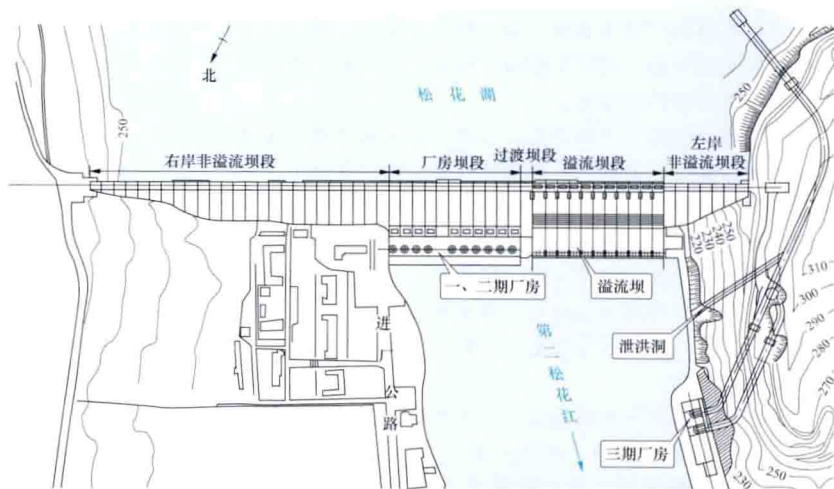 北
松花湖
250
250
右岸非溢流坝段
厂房坝段
过渡坝段
溢流坝段
左岸
非溢流坝段
250
240
230
220
一、二期厂房
溢流坝
泄洪洞
310
300
290
280
270
260
进厂公路
第二松花江
三期厂房
250
230